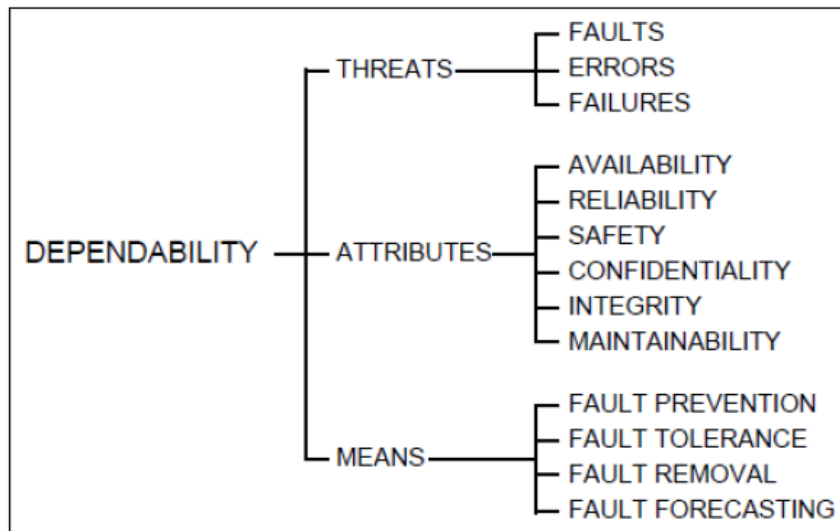 DEPENDABILITY
THREATS
FAULTS
ERRORS
FAILURES
ATTRIBUTES
AVAILABILITY
RELIABILITY
SAFETY
CONFIDENTIALITY
INTEGRITY
MAINTAINABILITY
MEANS
FAULT PREVENTION
FAULT TOLERANCE
FAULT REMOVAL
FAULT FORECASTING